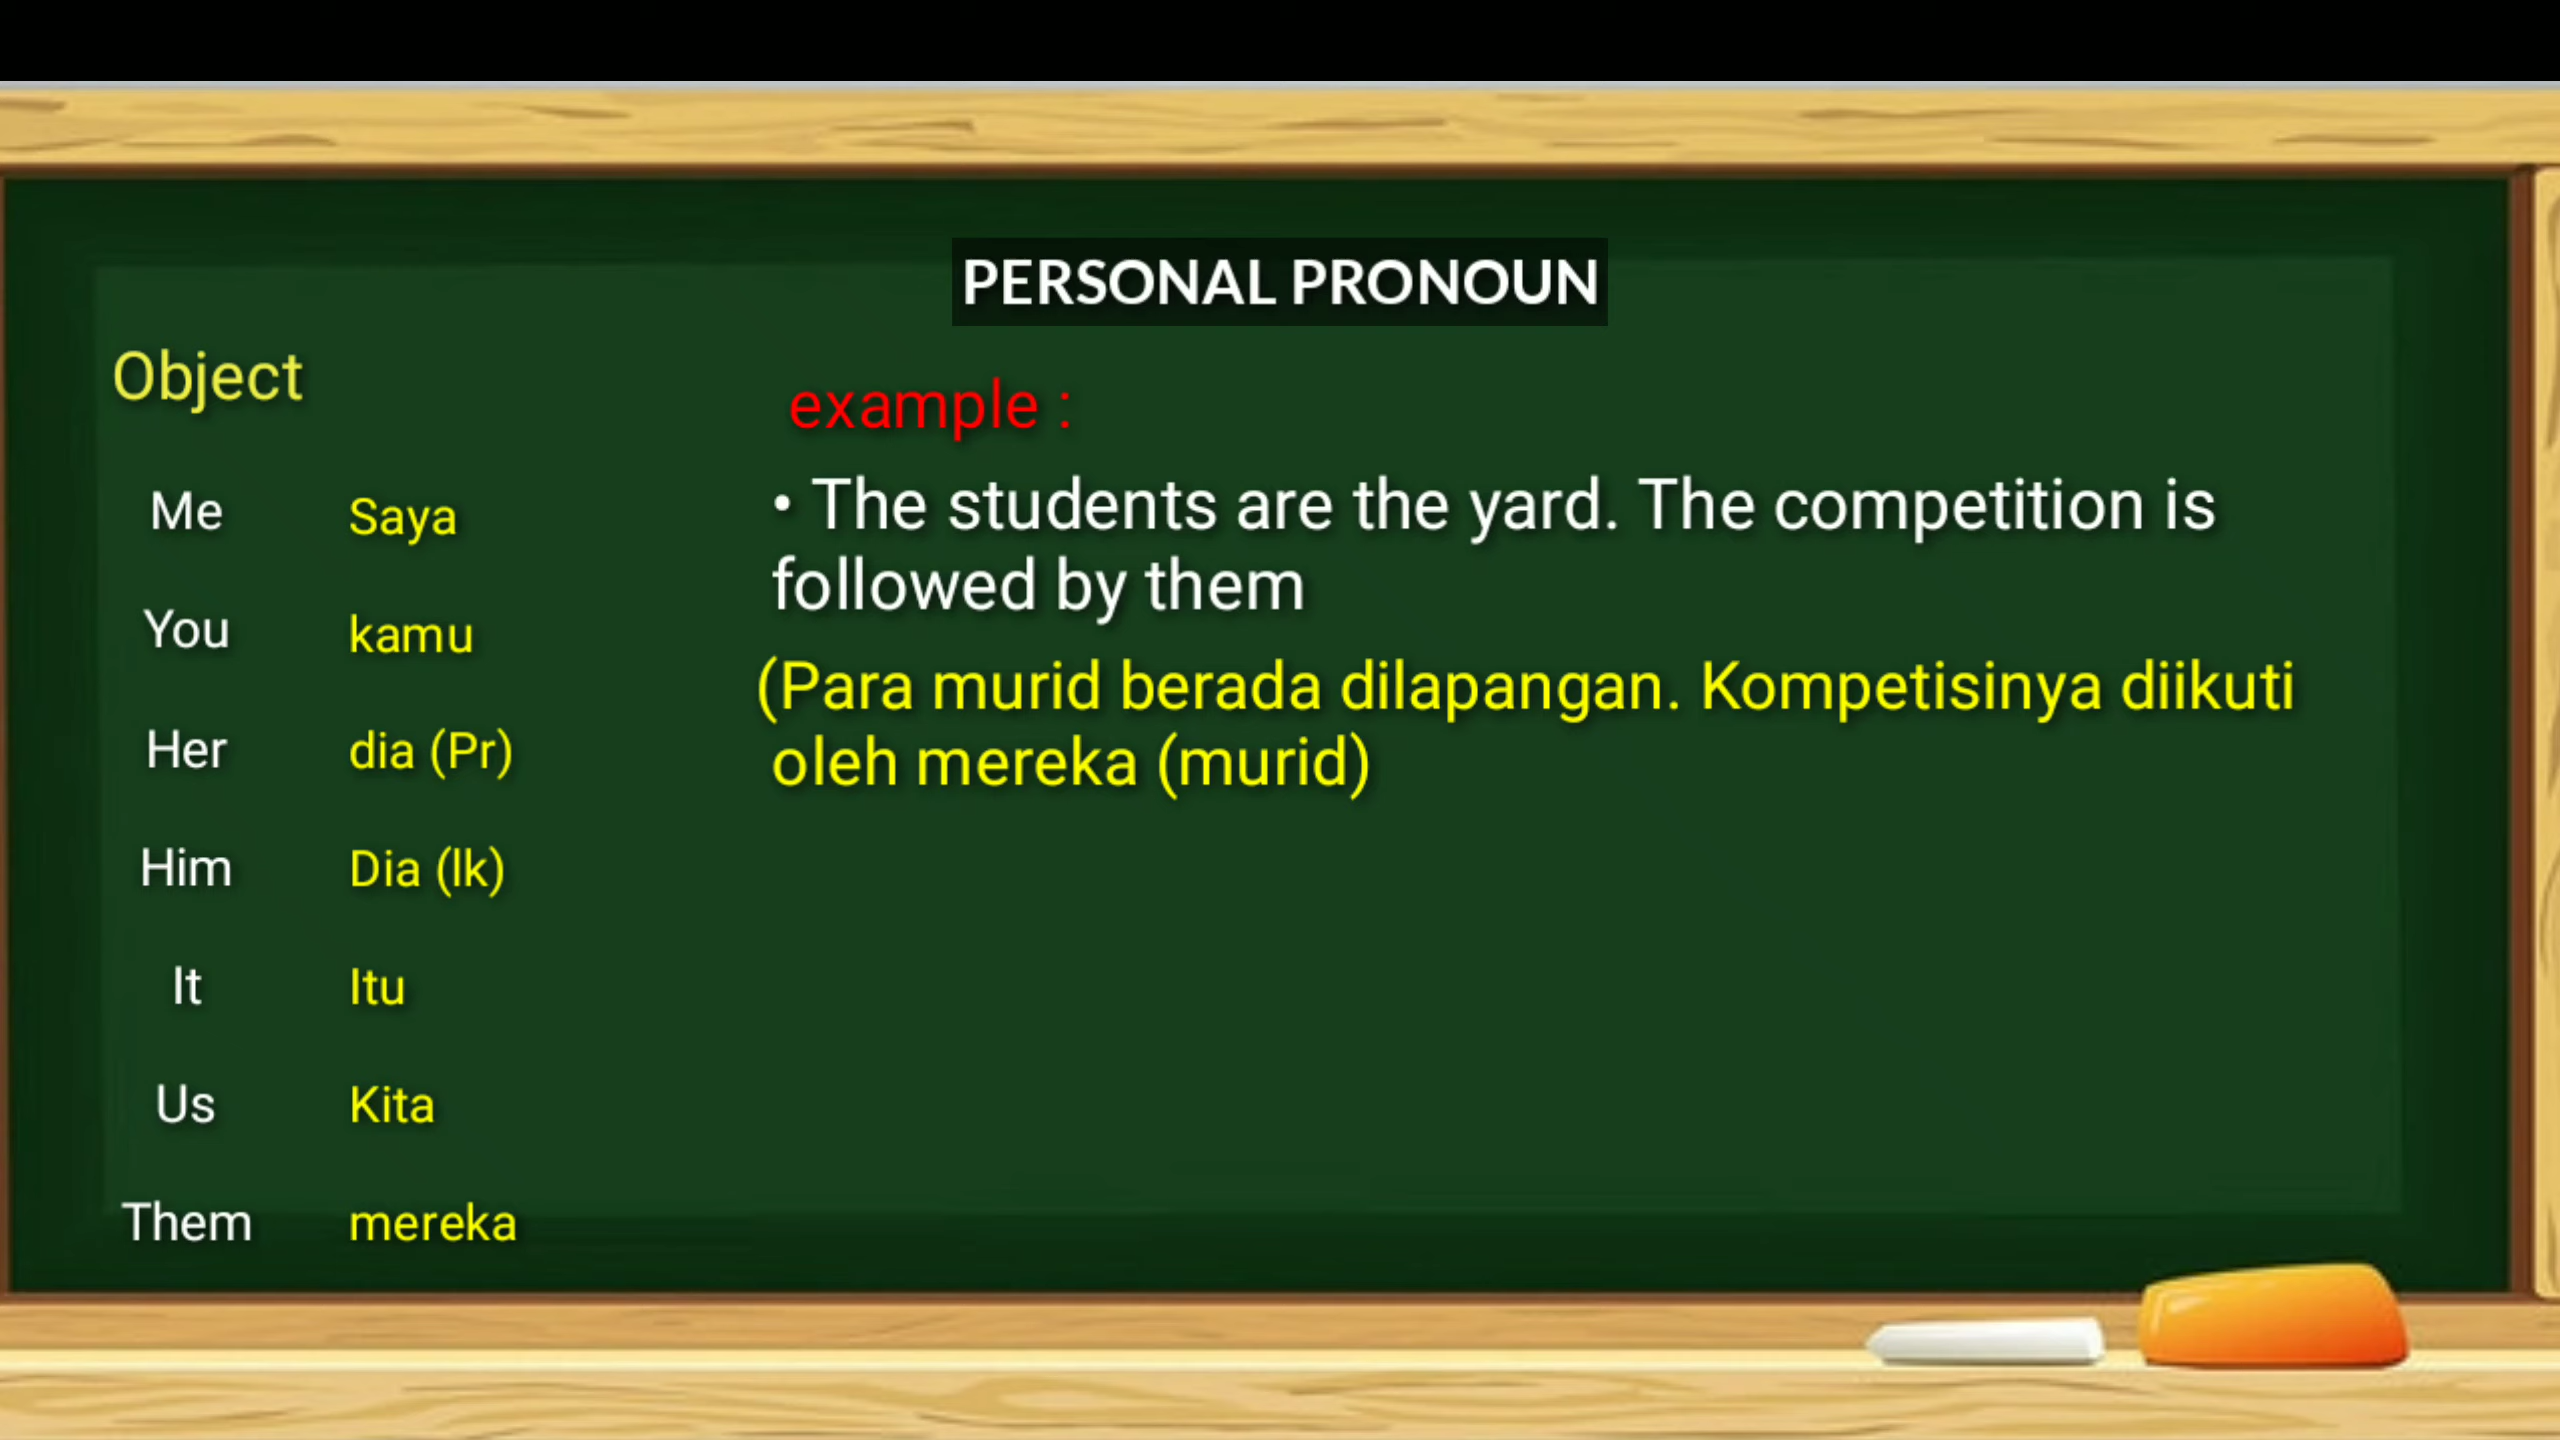 PERSONAL PRONOUN
Object
Me Saya
You kamu
Her dia (Pr)
Him Dia (lk)
It Itu
Us Kita
Them mereka
example :
• The students are the yard. The competition is
followed by them
(Para murid berada dilapangan. Kompetisinya diikuti
oleh mereka (murid)